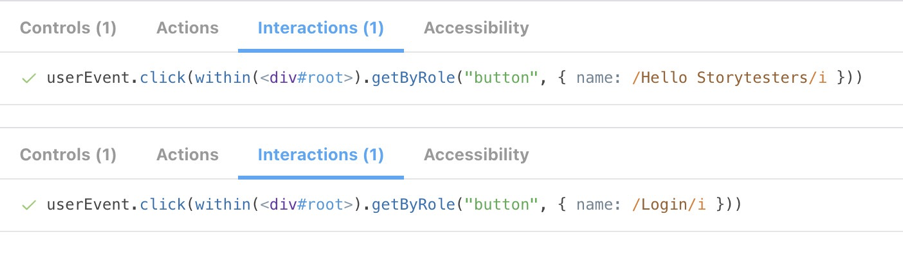 Controls (1) Actions Interactions (1) Accessibility
✓ userEvent.click(within(<div#root>).getByRole("button", { name: /Hello Storytesters/i }))
Controls (1) Actions Interactions (1) Accessibility
✓ userEvent.click(within(<div#root>).getByRole("button", { name: /Login/i }))